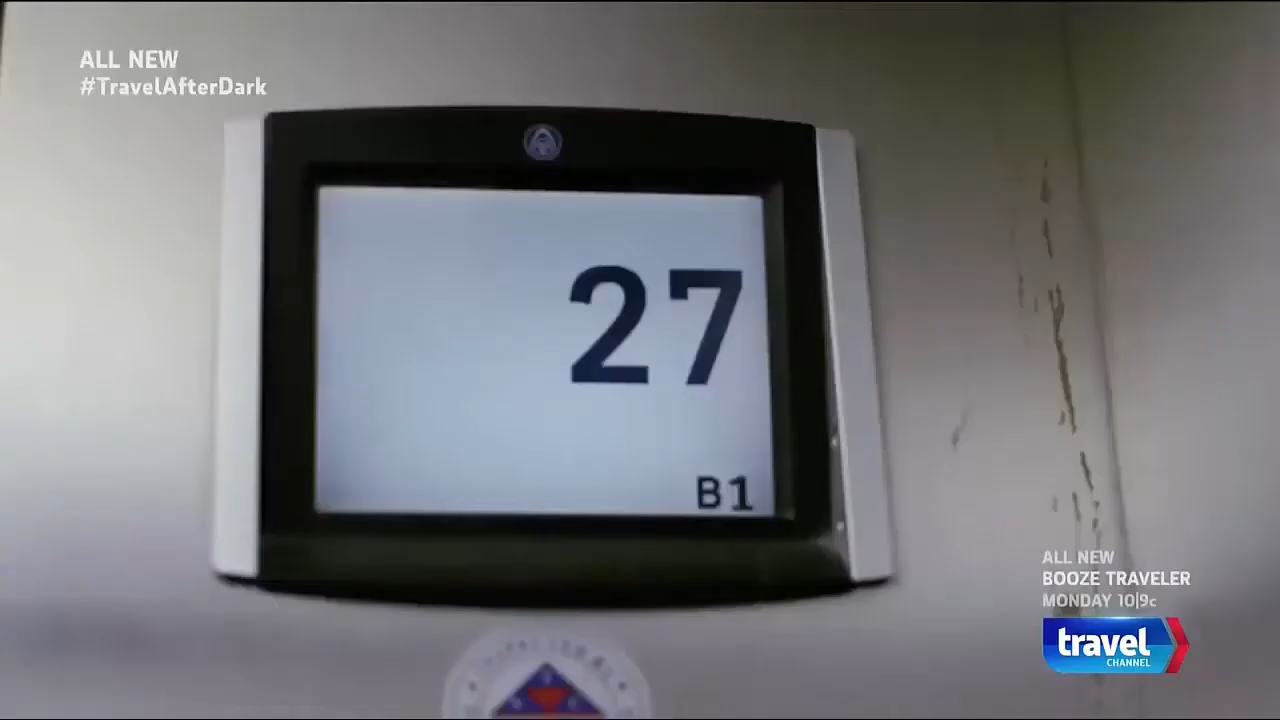 ALL NEW
#TravelAfterDark
27
B1
ALL NEW
BOOZE TRAVELER
MONDAY 10|9c
travel
CHANNEL